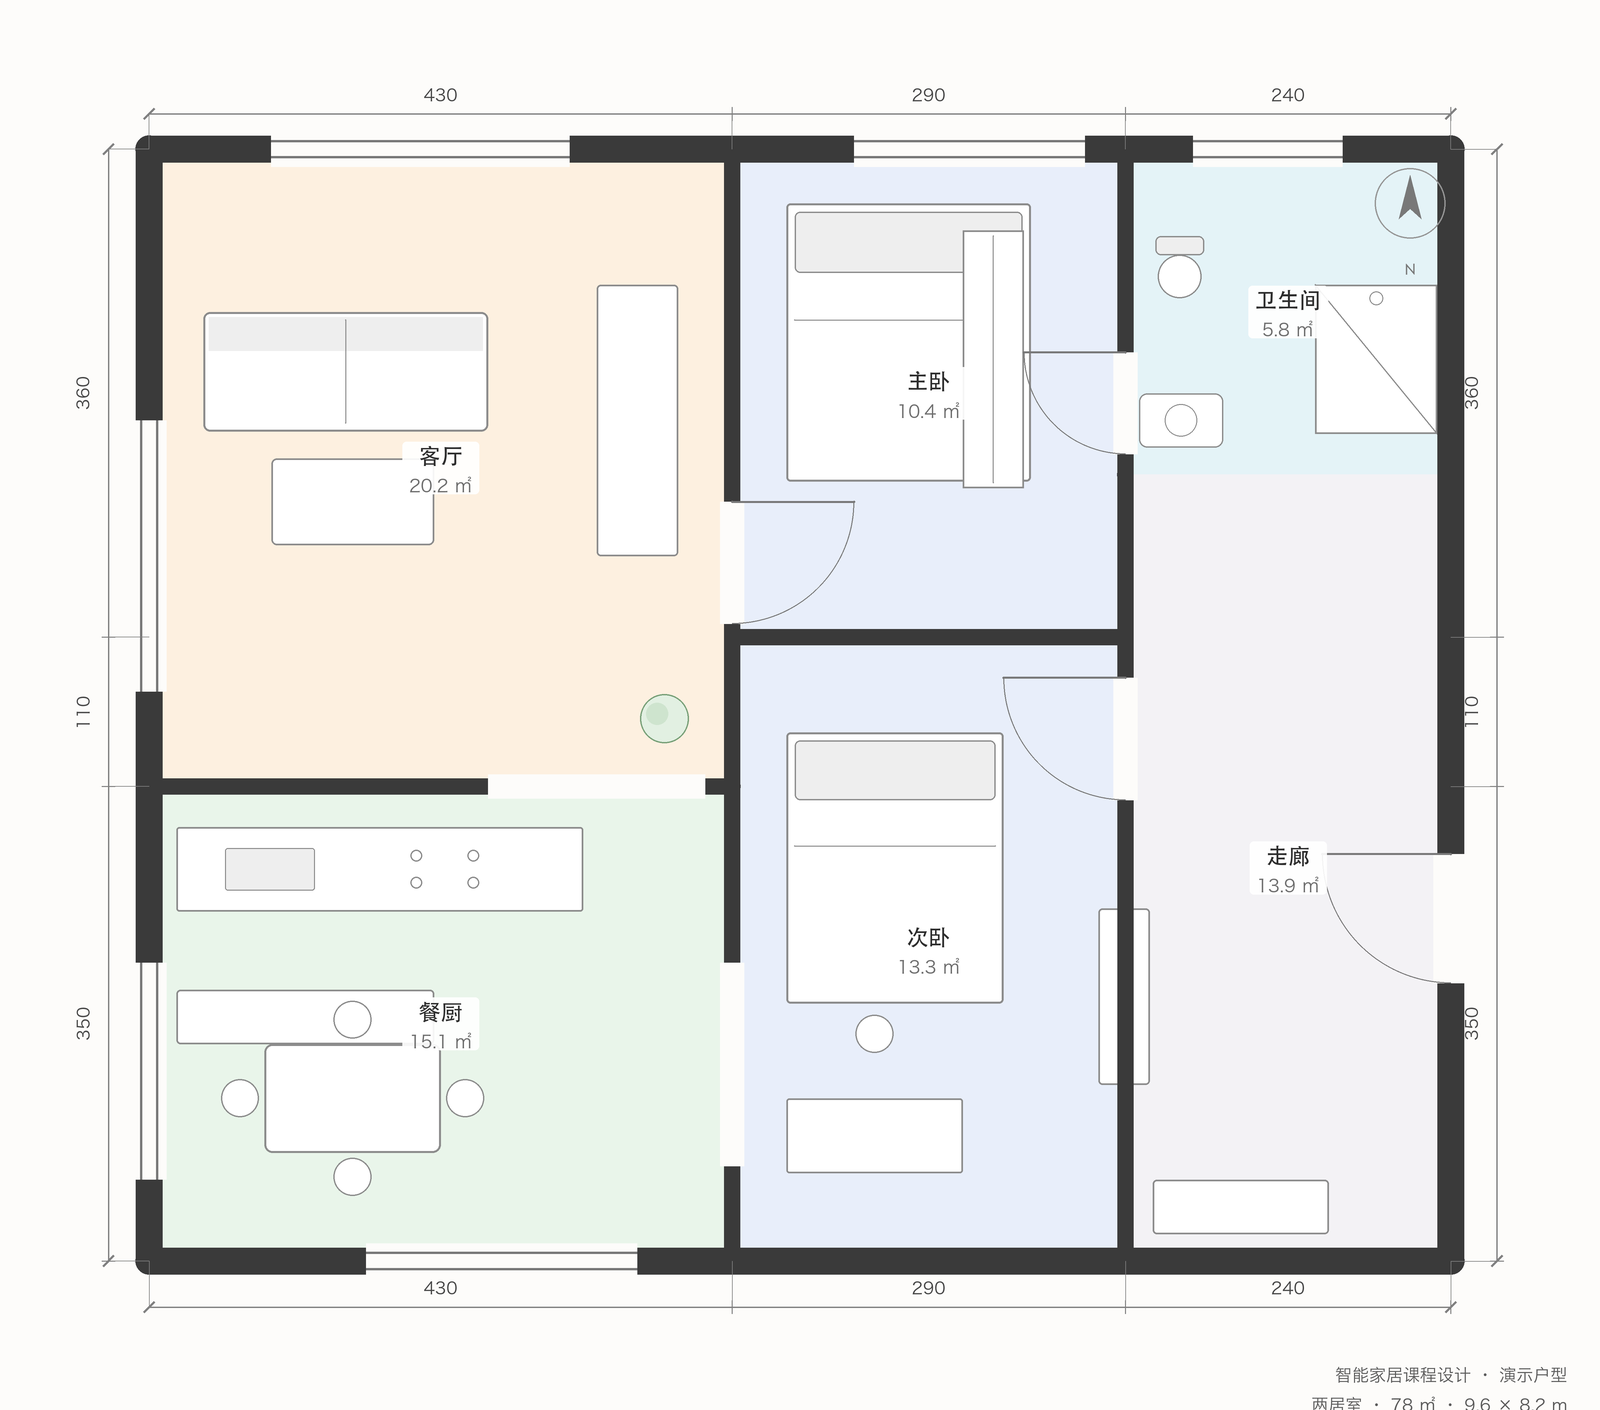 430
290
240
N
卫生间
5.8 ㎡
主卧
10.4 ㎡
客厅
20.2 ㎡
360
360
110
110
走廊
13.9 ㎡
次卧
13.3 ㎡
餐厨
15.1 ㎡
350
350
430
290
240
智能家居课程设计 · 演示户型
两居室 · 78 ㎡ · 9.6 × 8.2 m